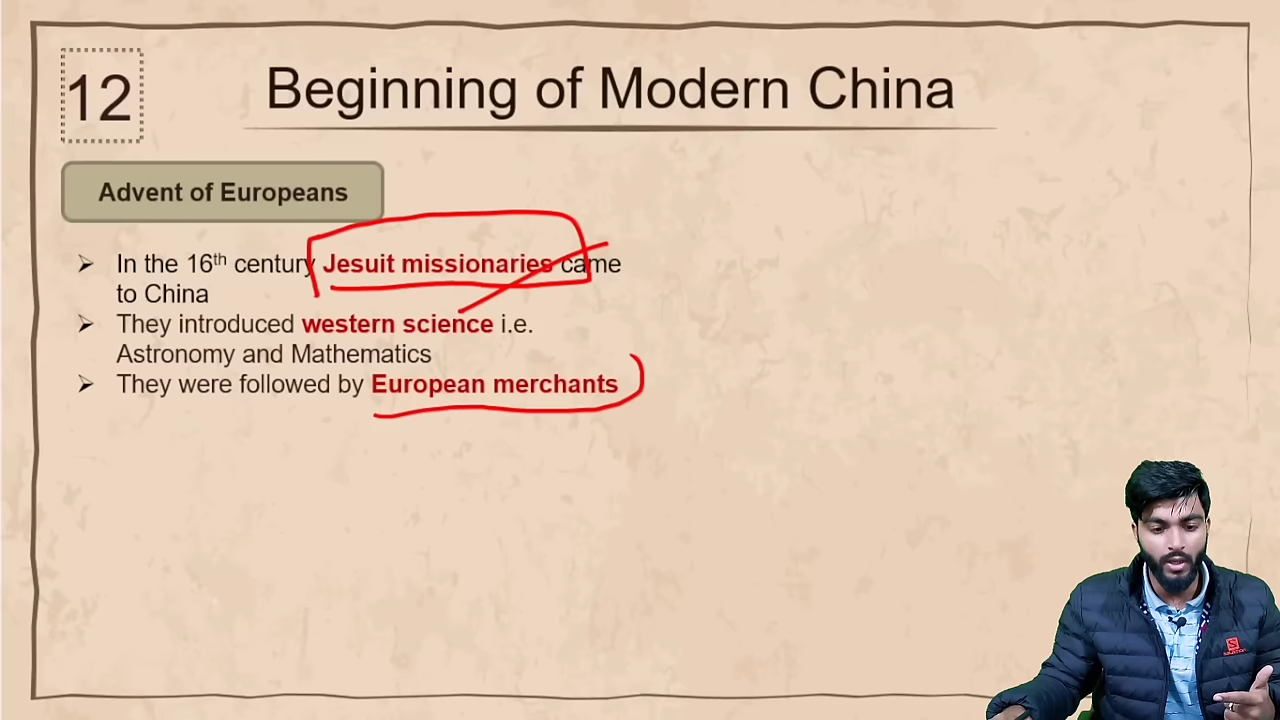 12
Beginning of Modern China
Advent of Europeans
➢ In the 16th century Jesuit missionaries came
to China
➢ They introduced western science i.e.
Astronomy and Mathematics
➢ They were followed by European merchants